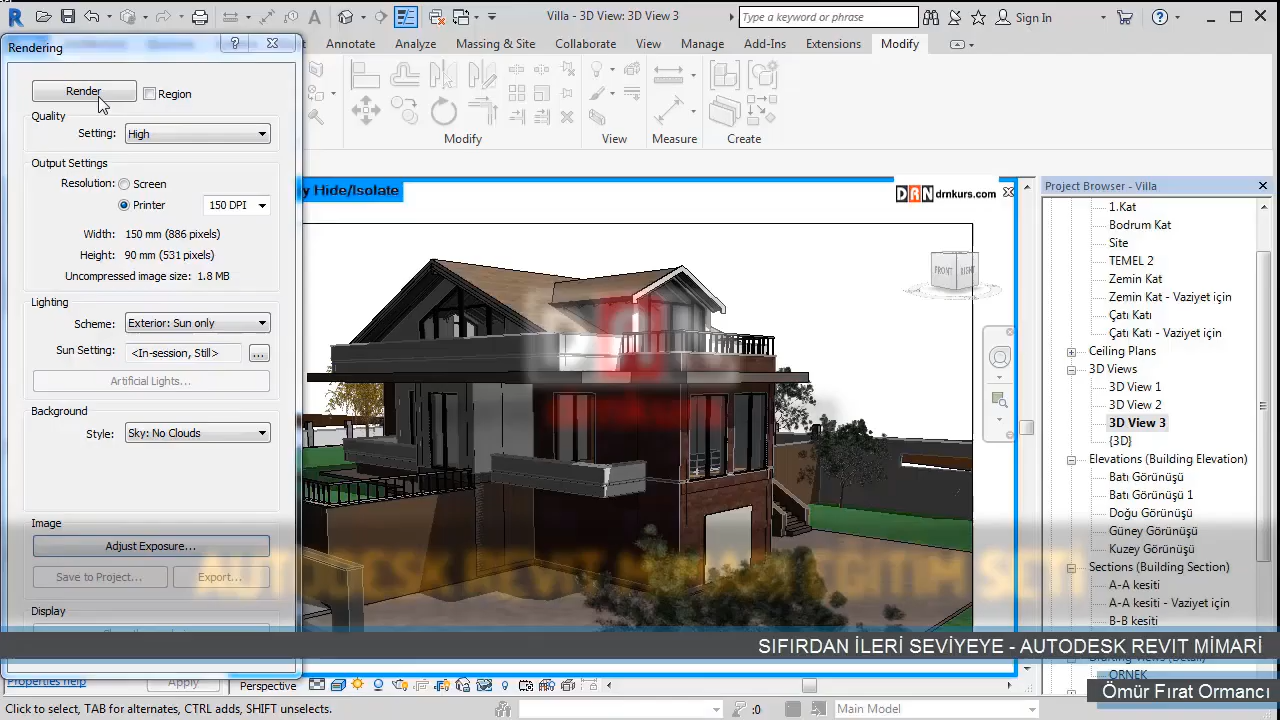 Villa - 3D View: 3D View 3
Type a keyword or phrase
Sign In
Rendering
Annotate
Analyze
Massing & Site
Collaborate
View
Manage
Add-Ins
Extensions
Modify
Render
Region
Quality
Setting:
High
Output Settings
Resolution:
Screen
Printer
150 DPI
Width: 150 mm (886 pixels)
Height: 90 mm (531 pixels)
Uncompressed image size: 1.8 MB
Lighting
Scheme:
Exterior: Sun only
Sun Setting:
<In-session, Still>
...
Artificial Lights...
Background
Style:
Sky: No Clouds
Image
Adjust Exposure...
Save to Project...
Export...
Display
Properties help
Apply
Modify
View
Measure
Create
y Hide/Isolate
DRN drnkurs.com
FRONT
RIGHT
Project Browser - Villa
1.Kat
Bodrum Kat
Site
TEMEL 2
Zemin Kat
Zemin Kat - Vaziyet için
Çatı Katı
Çatı Katı - Vaziyet için
Ceiling Plans
3D Views
3D View 1
3D View 2
3D View 3
{3D}
Elevations (Building Elevation)
Batı Görünüşü
Batı Görünüşü 1
Doğu Görünüşü
Güney Görünüşü
Kuzey Görünüşü
Sections (Building Section)
A-A kesiti
A-A kesiti - Vaziyet için
B-B kesiti
SIFIRDAN İLERİ SEVİYEYE - AUTODESK REVIT MİMARİ
Drafting Views (Detail)
ÖRNEK
Ömür Fırat Ormancı
Perspective
Click to select, TAB for alternates, CTRL adds, SHIFT unselects.
:0
Main Model